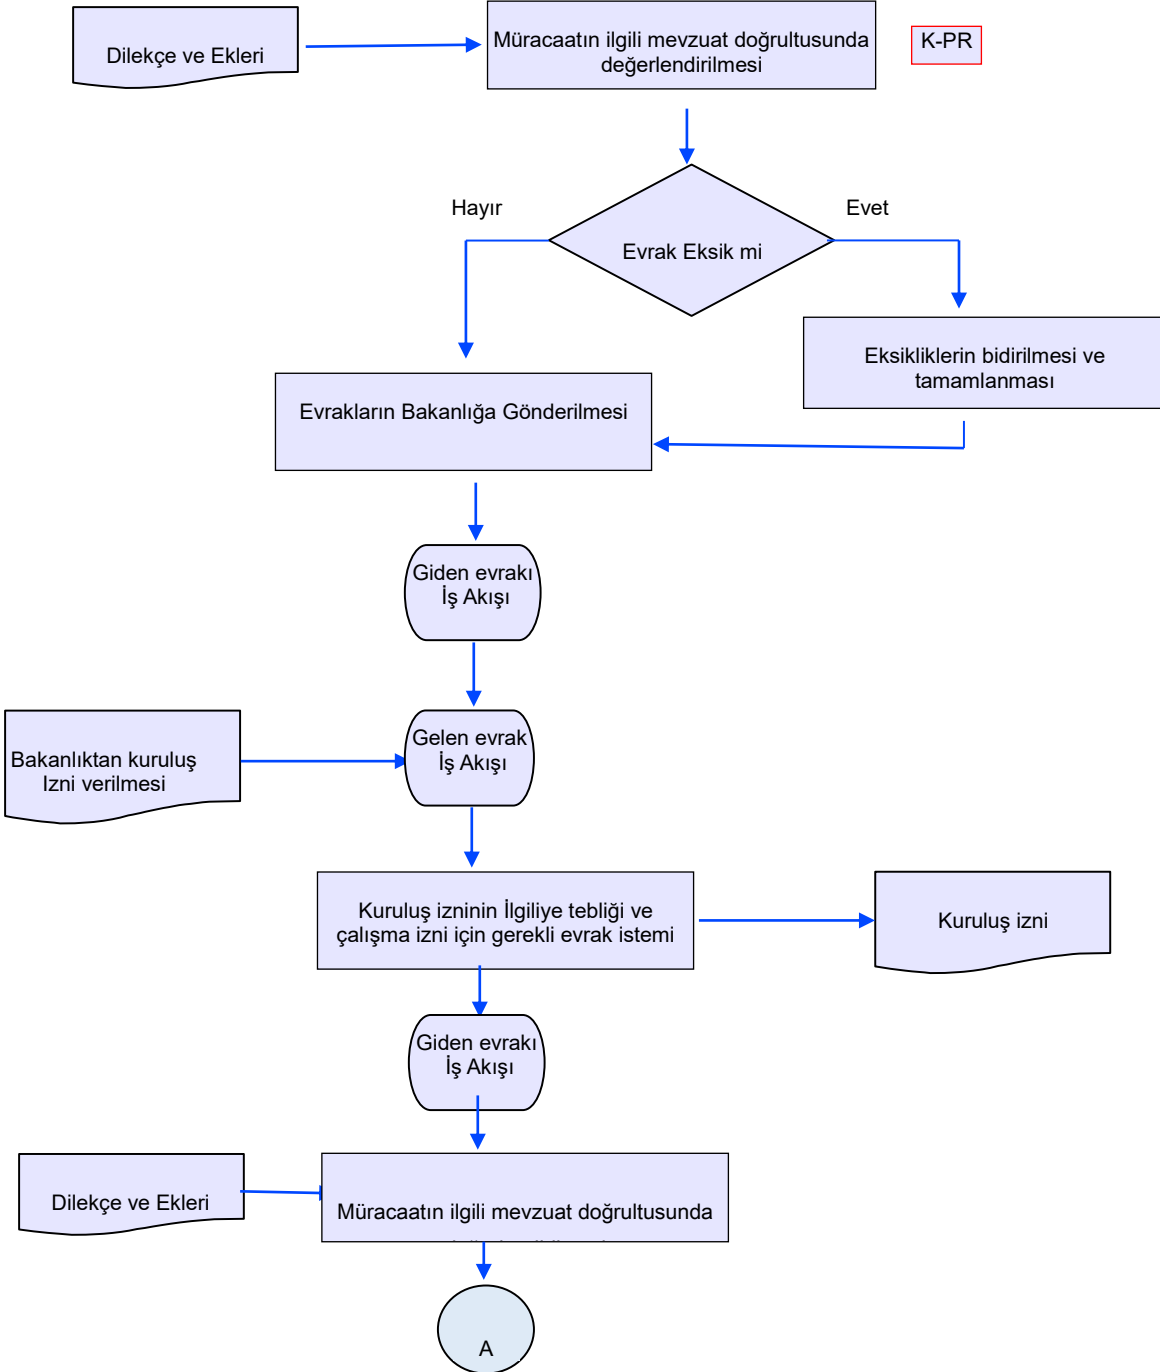 Dilekçe ve Ekleri
Müracaatın ilgili mevzuat doğrultusunda
değerlendirilmesi
K-PR
Hayır
Evet
Evrak Eksik mi
Eksikliklerin bidirilmesi ve
tamamlanması
Evrakların Bakanlığa Gönderilmesi
Giden evrakı
İş Akışı
Bakanlıktan kuruluş
Izni verilmesi
Gelen evrak
İş Akışı
Kuruluş izninin İlgiliye tebliği ve
çalışma izni için gerekli evrak istemi
Kuruluş izni
Giden evrakı
İş Akışı
Dilekçe ve Ekleri
Müracaatın ilgili mevzuat doğrultusunda
A